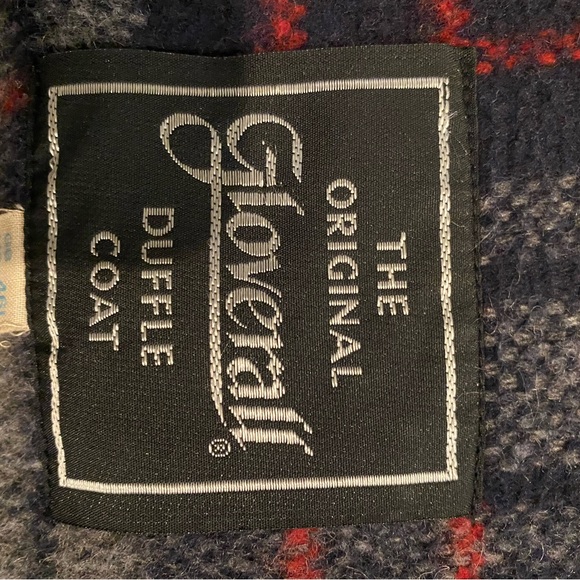 THE
ORIGINAL
Gloverall®
DUFFLE
COAT